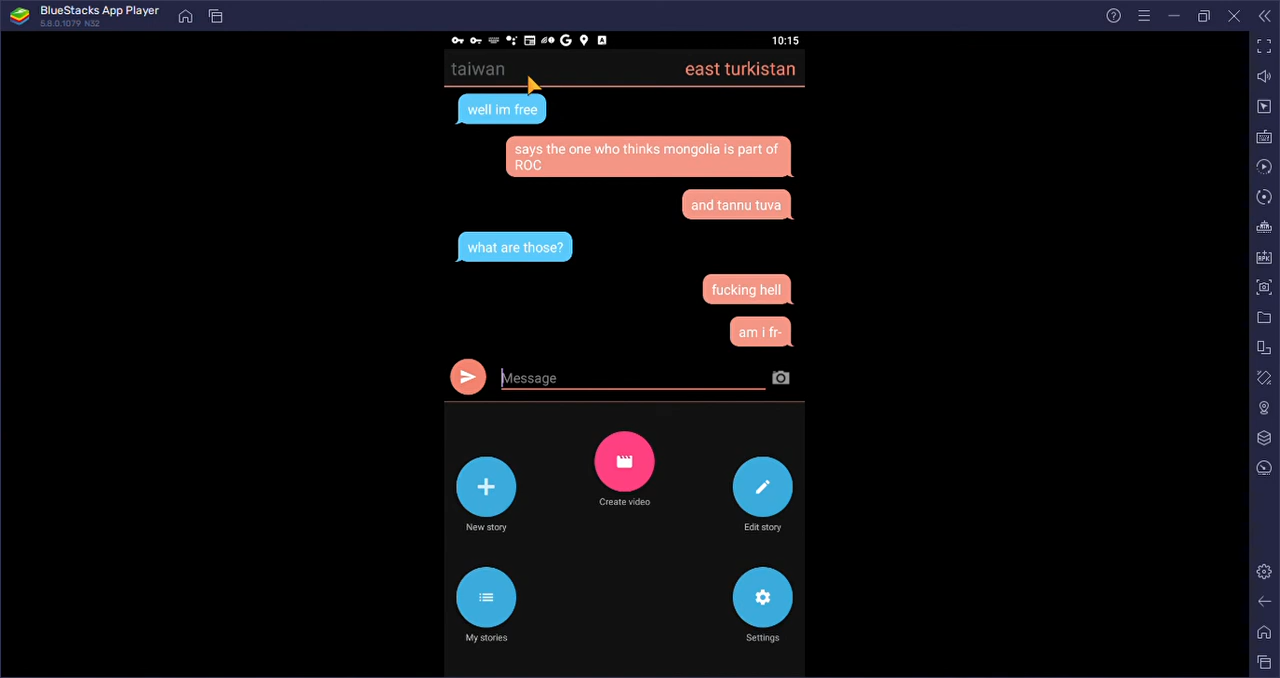 BlueStacks App Player
5.8.0.1079 N32
10:15
taiwan
east turkistan
well im free
says the one who thinks mongolia is part of
ROC
and tannu tuva
what are those?
fucking hell
am i fr-
Message
Create video
New story
Edit story
My stories
Settings